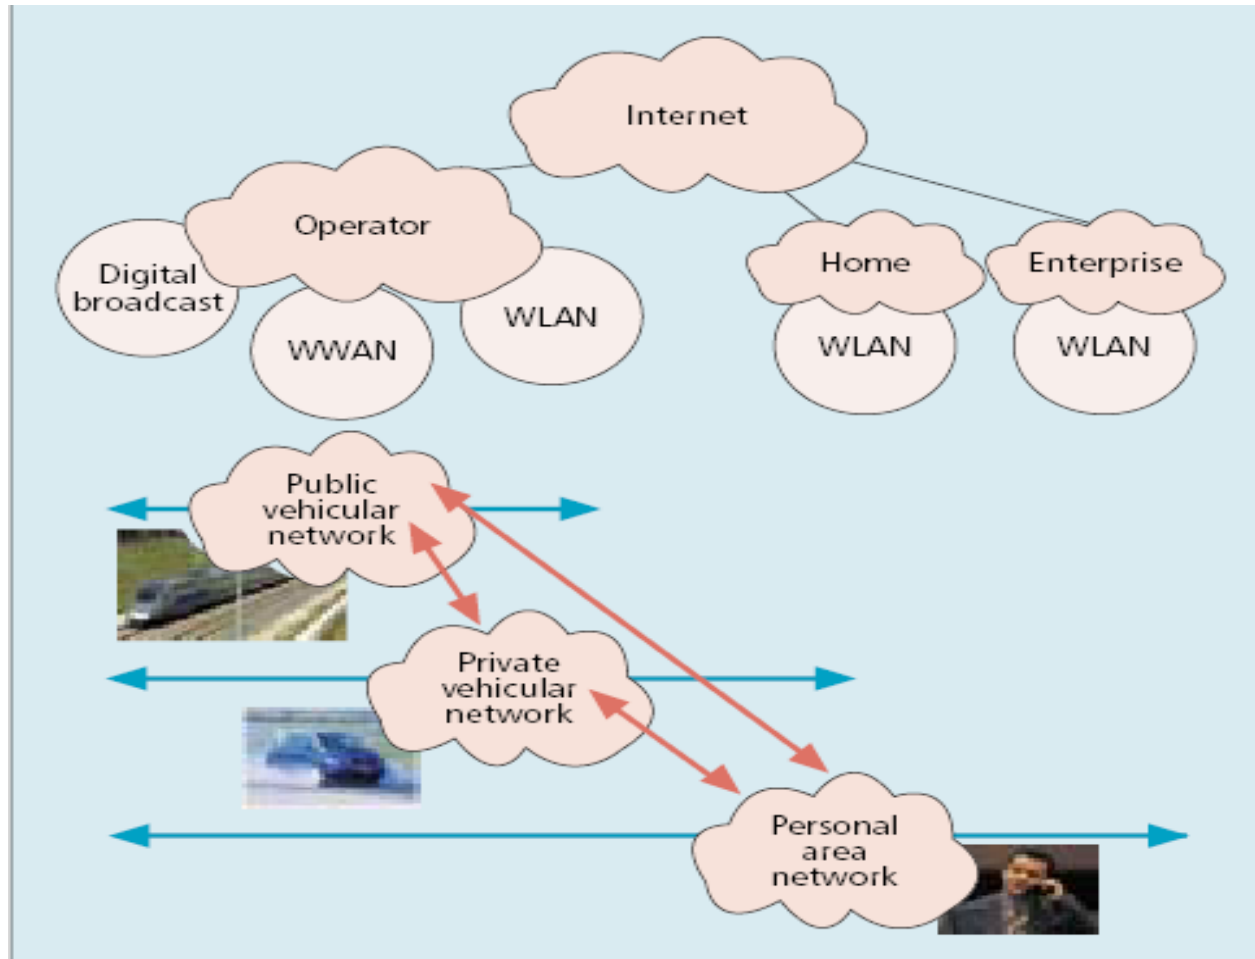 Internet
Operator
Digital
broadcast
WWAN
WLAN
Home
WLAN
Enterprise
WLAN
Public
vehicular
network
Private
vehicular
network
Personal
area
network